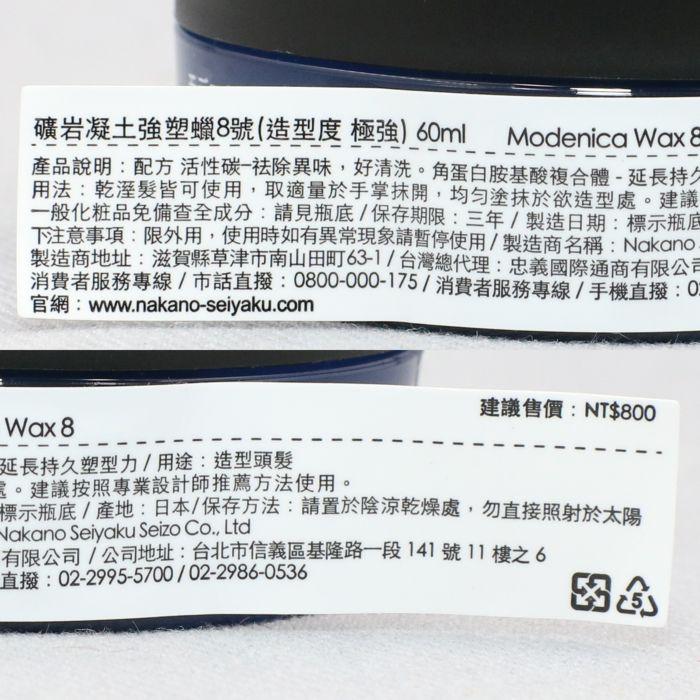 礦岩凝土強塑蠟8號(造型度 極強) 60ml Modenica Wax 8
產品說明：配方 活性碳–祛除異味，好清洗。角蛋白胺基酸複合體 - 延長持久
用法：乾溼髮皆可使用，取適量於手掌抹開，均勻塗抹於欲造型處。建議
一般化粧品免備查全成分：請見瓶底 / 保存期限：三年 / 製造日期：標示瓶底
下注意事項：限外用，使用時如有異常現象請暫停使用 / 製造商名稱：Nakano
製造商地址：滋賀縣草津市南山田町63-1 / 台灣總代理：忠義國際通商有限公司
消費者服務專線 / 市話直撥：0800-000-175 / 消費者服務專線 / 手機直撥：02
官網：www.nakano-seiyaku.com
Wax 8 建議售價：NT$800
延長持久塑型力 / 用途：造型頭髮
處。建議按照專業設計師推薦方法使用。
標示瓶底 / 產地：日本/保存方法：請置於陰涼乾燥處，勿直接照射於太陽
Nakano Seiyaku Seizo Co., Ltd
有限公司 / 公司地址：台北市信義區基隆路一段 141 號 11 樓之 6
直撥：02-2995-5700 / 02-2986-0536
5